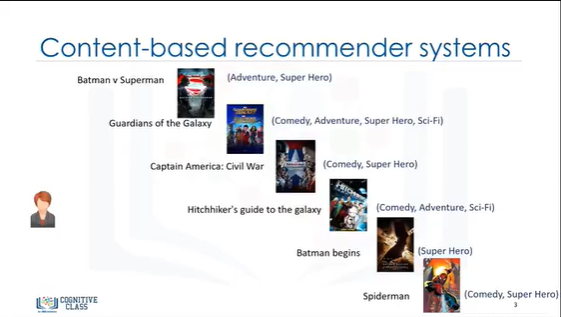 Content-based recommender systems
Batman v Superman (Adventure, Super Hero)
Guardians of the Galaxy (Comedy, Adventure, Super Hero, Sci-Fi)
Captain America: Civil War (Comedy, Super Hero)
Hitchhiker's guide to the galaxy (Comedy, Adventure, Sci-Fi)
Batman begins (Super Hero)
Spiderman (Comedy, Super Hero)
COGNITIVE
CLASS
3